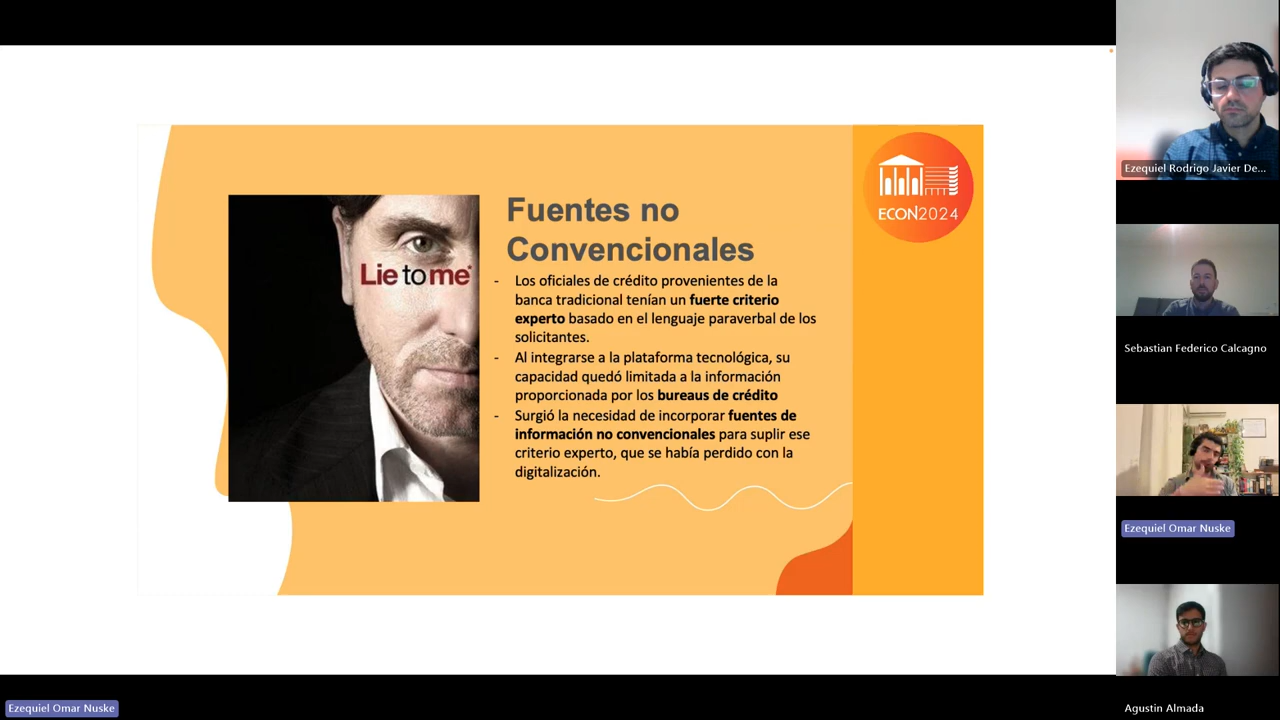 Fuentes no
Convencionales
ECON2024
Lie to me*
- Los oficiales de crédito provenientes de la
banca tradicional tenían un fuerte criterio
experto basado en el lenguaje paraverbal de los
solicitantes.
- Al integrarse a la plataforma tecnológica, su
capacidad quedó limitada a la información
proporcionada por los bureaus de crédito
- Surgió la necesidad de incorporar fuentes de
información no convencionales para suplir ese
criterio experto, que se había perdido con la
digitalización.
Ezequiel Rodrigo Javier De...
Sebastian Federico Calcagno
Ezequiel Omar Nuske
Agustin Almada
Ezequiel Omar Nuske